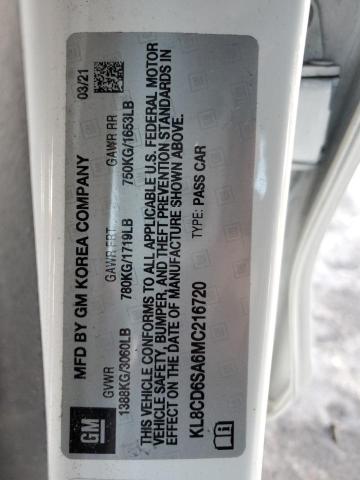 MFD BY GM KOREA COMPANY 03/21
GVWR GAWR FRT GAWR RR
1388KG/3060LB 780KG/1719LB 750KG/1653LB
THIS VEHICLE CONFORMS TO ALL APPLICABLE U.S. FEDERAL MOTOR
VEHICLE SAFETY, BUMPER, AND THEFT PREVENTION STANDARDS IN
EFFECT ON THE DATE OF MANUFACTURE SHOWN ABOVE.
TYPE: PASS CAR
KL8CD6SA6MC216720
GM